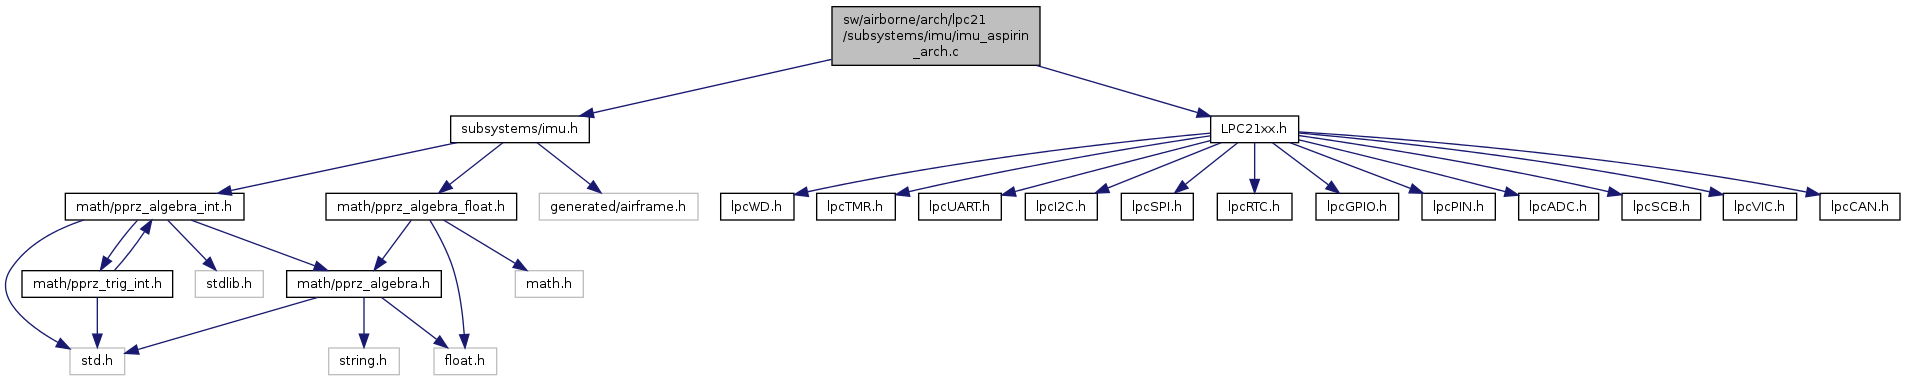 sw/airborne/arch/lpc21
/subsystems/imu/imu_aspirin
_arch.c
subsystems/imu.h
LPC21xx.h
math/pprz_algebra_int.h
math/pprz_algebra_float.h
generated/airframe.h
lpcWD.h
lpcTMR.h
lpcUART.h
lpcI2C.h
lpcSPI.h
lpcRTC.h
lpcGPIO.h
lpcPIN.h
lpcADC.h
lpcSCB.h
lpcVIC.h
lpcCAN.h
math/pprz_trig_int.h
stdlib.h
math/pprz_algebra.h
math.h
std.h
string.h
float.h